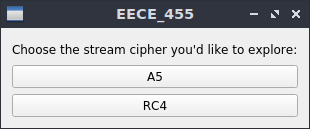 EECE_455
Choose the stream cipher you'd like to explore:
A5
RC4